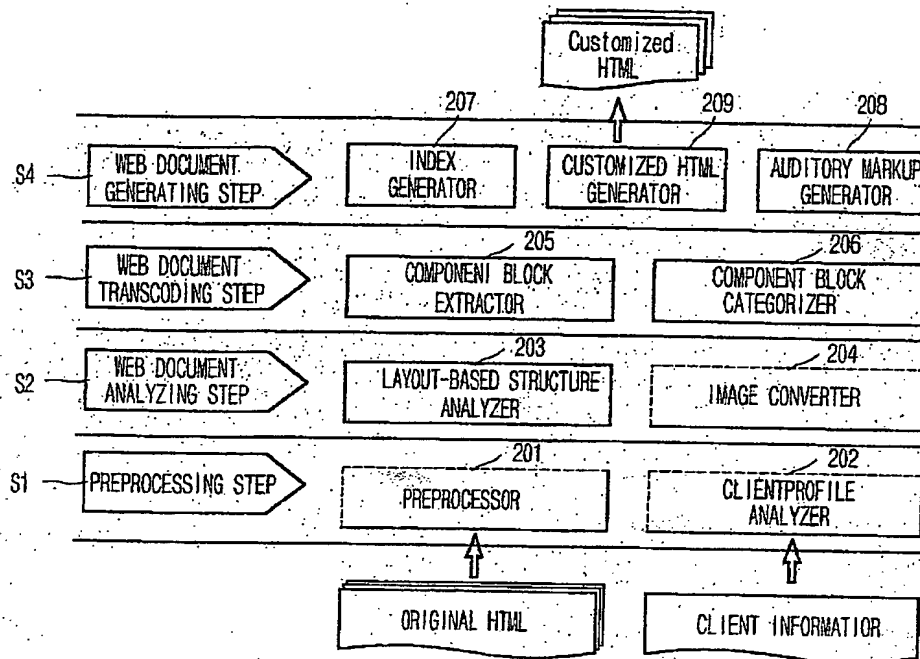 Customized
HTML
207
209
208
S4
WEB DOCUMENT
GENERATING STEP
INDEX
GENERATOR
CUSTOMIZED HTML
GENERATOR
AUDITORY MARKUP
GENERATOR
205
206
S3
WEB DOCUMENT
TRANSCODING STEP
COMPONENT BLOCK
EXTRACTOR
COMPONENT BLOCK
CATEGORIZER
203
204
S2
WEB DOCUMENT
ANALYZING STEP
LAYOUT-BASED STRUCTURE
ANALYZER
IMAGE CONVERTER
201
202
S1
PREPROCESSING STEP
PREPROCESSOR
CLIENTPROFILE
ANALYZER
ORIGINAL HTML
CLIENT INFORMATIOR